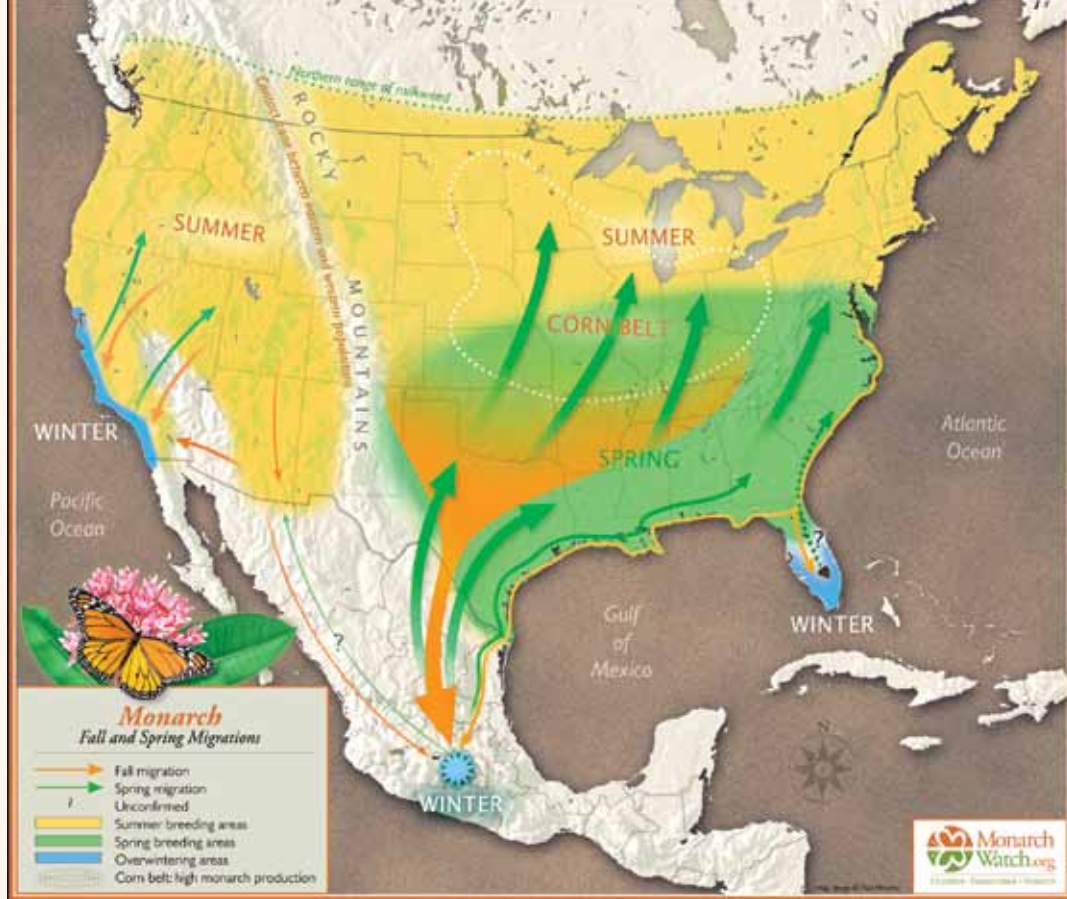 Northern range of milkweed
ROCKY
MOUNTAINS
Contact zone between eastern and western populations
SUMMER
SUMMER
CORN BELT
SPRING
WINTER
Pacific
Ocean
Atlantic
Ocean
Gulf
of
Mexico
WINTER
?
?
?
WINTER
N
Monarch
Fall and Spring Migrations
Fall migration
Spring migration
? Unconfirmed
Summer breeding areas
Spring breeding areas
Overwintering areas
Corn belt: high monarch production
Monarch
Watch.org